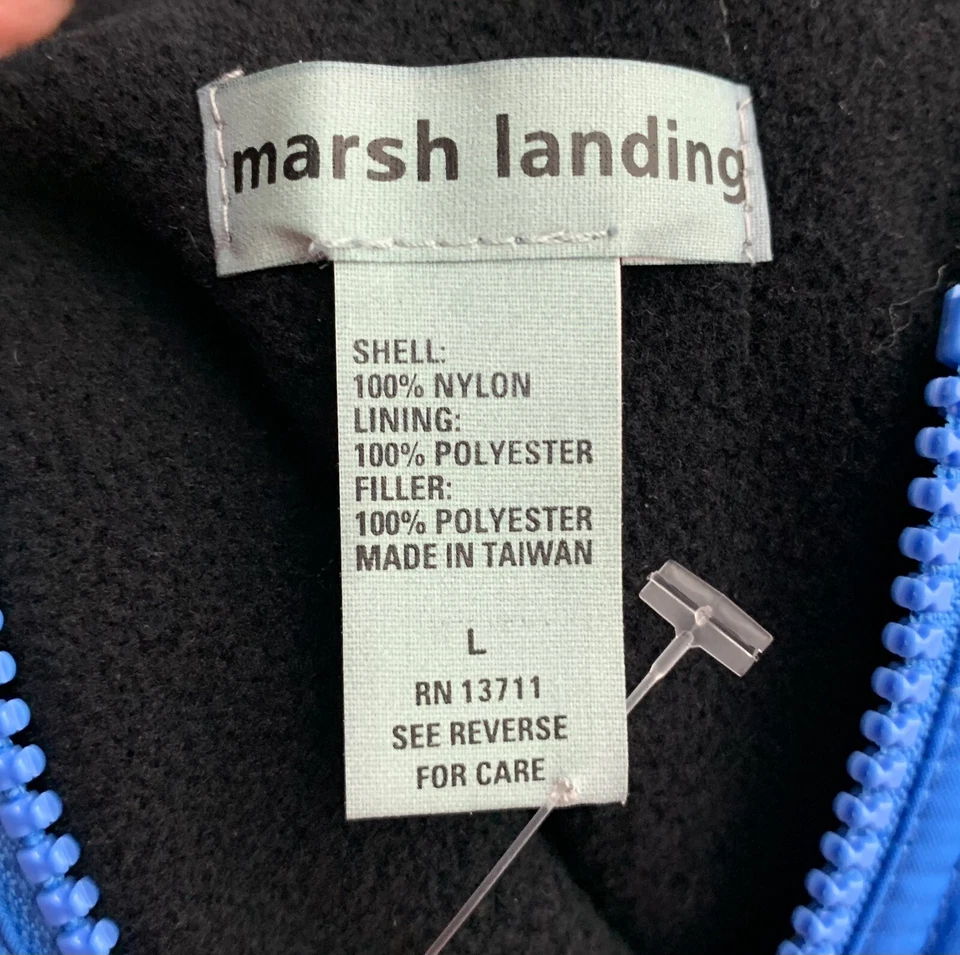 marsh landing
SHELL:
100% NYLON
LINING:
100% POLYESTER
FILLER:
100% POLYESTER
MADE IN TAIWAN
L
RN 13711
SEE REVERSE
FOR CARE